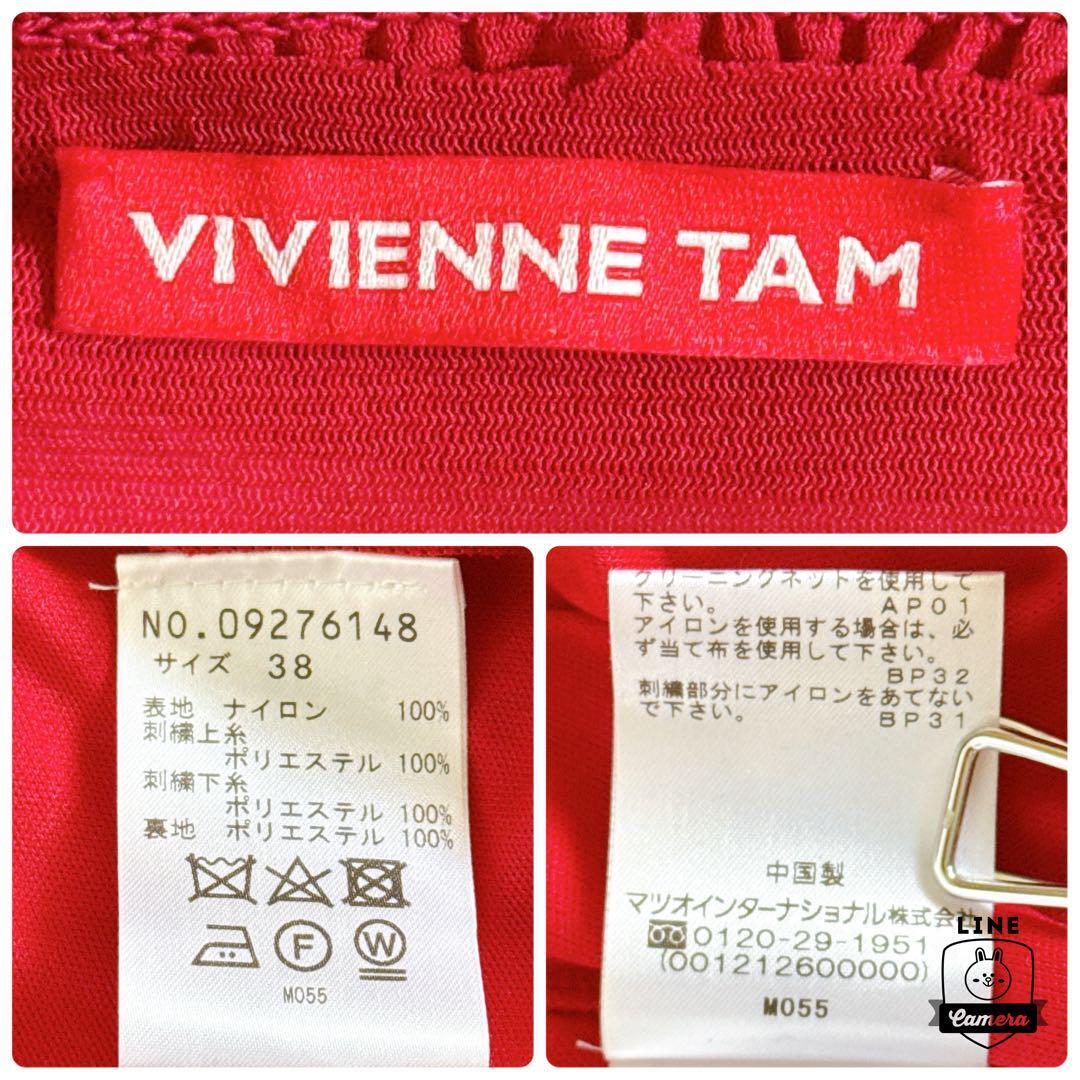 VIVIENNE TAM
NO.09276148
サイズ 38
表地 ナイロン 100%
刺繍上糸
ポリエステル 100%
刺繍下糸
ポリエステル 100%
裏地 ポリエステル 100%
F W
M055
クリーニングネットを使用して
下さい。 AP01
アイロンを使用する場合は、必
ず当て布を使用して下さい。
BP32
刺繍部分にアイロンをあてない
で下さい。 BP31
中国製
マツオインターナショナル株式会社
0120-29-1951
(001212600000)
M055
LINE
Camera